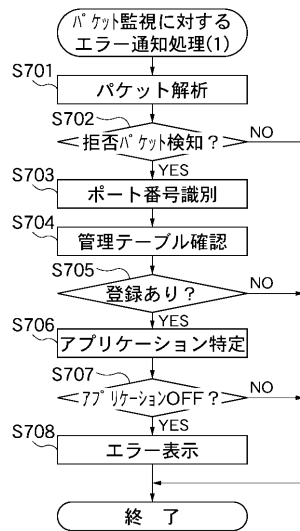 パケット監視に対する
エラー通知処理(1)
S701
パケット解析
S702
拒否パケット検知？
NO
YES
S703
ポート番号識別
S704
管理テーブル確認
S705
登録あり？
NO
YES
S706
アプリケーション特定
S707
アプリケーションOFF？
NO
YES
S708
エラー表示
終 了